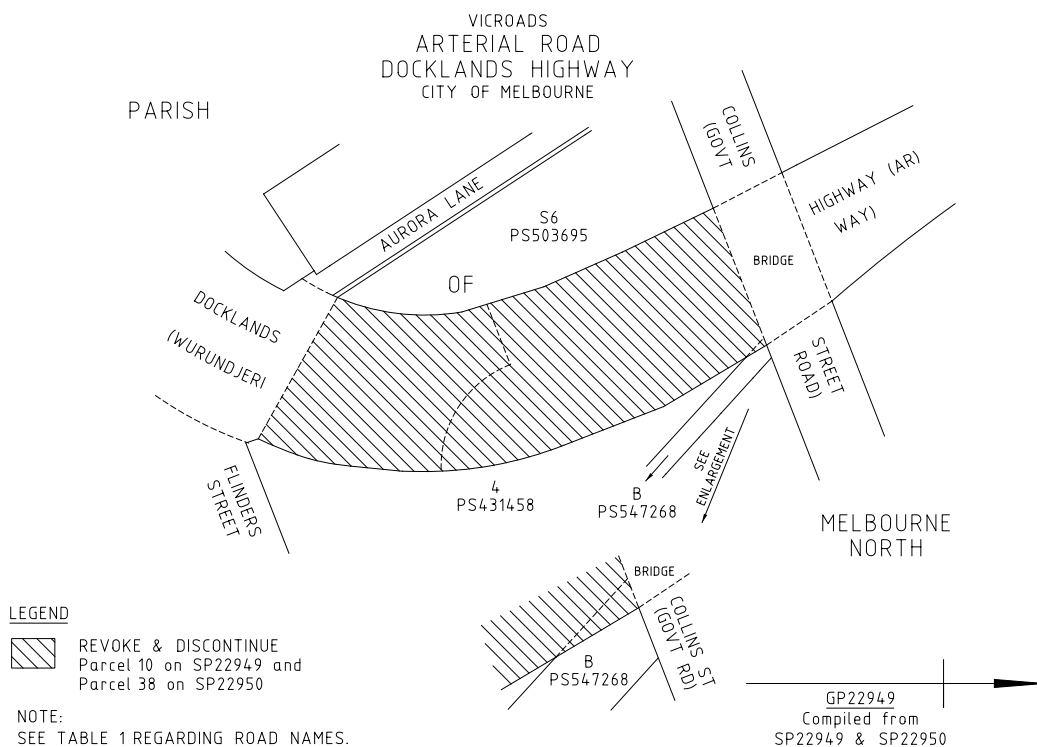 VICROADS
ARTERIAL ROAD
DOCKLANDS HIGHWAY
CITY OF MELBOURNE
PARISH
COLLINS
(GOVT
HIGHWAY (AR)
WAY)
AURORA LANE
S6
PS503695
BRIDGE
OF
DOCKLANDS
(WURUNDJERI
STREET
ROAD)
FLINDERS
STREET
4
PS431458
B
PS547268
SEE
ENLARGEMENT
MELBOURNE
NORTH
BRIDGE
COLLINS ST
(GOVT RD)
B
PS547268
LEGEND
REVOKE & DISCONTINUE
Parcel 10 on SP22949 and
Parcel 38 on SP22950
NOTE:
SEE TABLE 1 REGARDING ROAD NAMES.
GP22949
Compiled from
SP22949 & SP22950